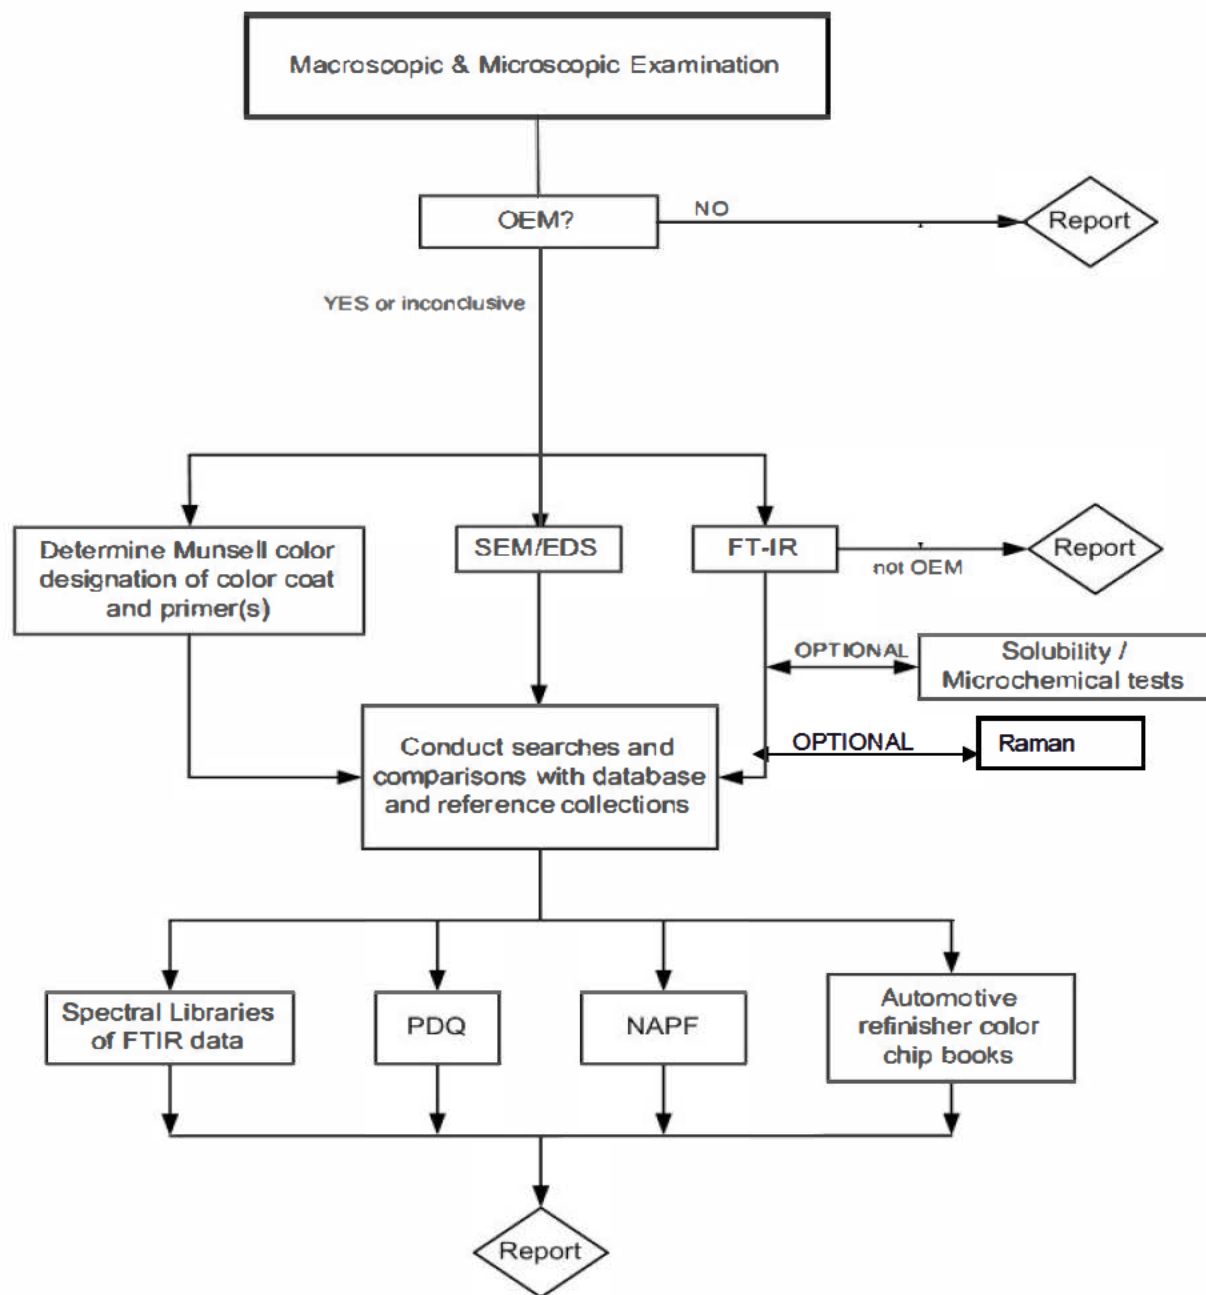 Macroscopic & Microscopic Examination
OEM?
NO
Report
YES or inconclusive
Determine Munsell color
designation of color coat
and primer(s)
SEM/EDS
FT-IR
not OEM
Report
OPTIONAL
Solubility /
Microchemical tests
OPTIONAL
Raman
Conduct searches and
comparisons with database
and reference collections
Spectral Libraries
of FTIR data
PDQ
NAPF
Automotive
refinisher color
chip books
Report